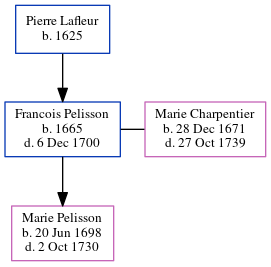 Pierre Lafleur
b. 1625
Francois Pelisson
b. 1665
d. 6 Dec 1700
Marie Charpentier
b. 28 Dec 1671
d. 27 Oct 1739
Marie Pelisson
b. 20 Jun 1698
d. 2 Oct 1730